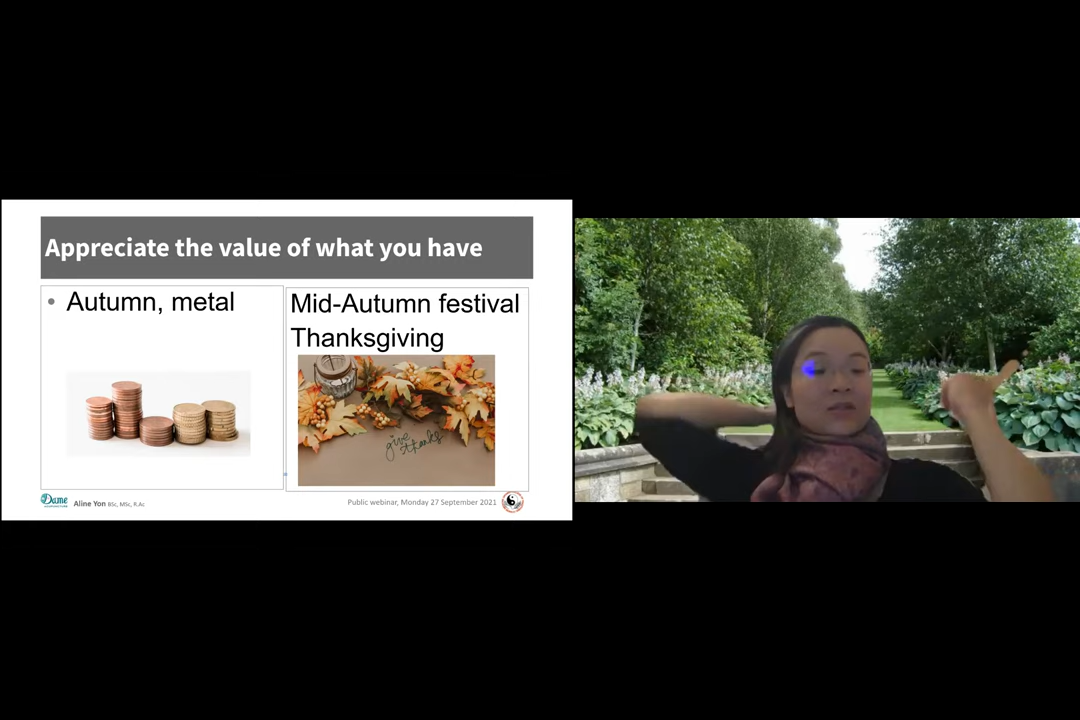 Appreciate the value of what you have
• Autumn, metal
Mid-Autumn festival
Thanksgiving
give
thanks
Dame
Aline Yon BSc, MSc, R.Ac
Public webinar, Monday 27 September 2021